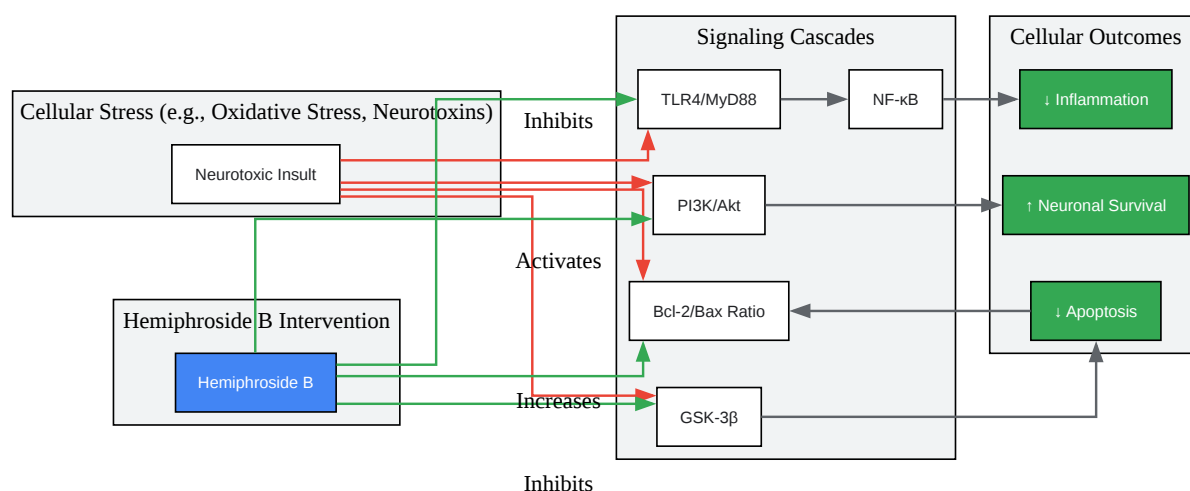 Signaling Cascades
Cellular Outcomes
TLR4/MyD88
NF-κB
↓ Inflammation
Cellular Stress (e.g., Oxidative Stress, Neurotoxins)
Inhibits
Neurotoxic Insult
PI3K/Akt
↑ Neuronal Survival
Activates
Hemiphroside B Intervention
Bcl-2/Bax Ratio
↓ Apoptosis
Hemiphroside B
Increases
GSK-3β
Inhibits